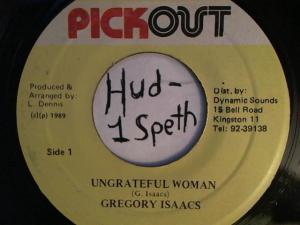 PICKOUT
Produced &
Arranged by:
L. Dennis
(c)(p) 1989
Hud-
1 Speth
Dist. by:
Dynamic Sounds
15 Bell Road
Kingston 11
Tel: 92-39138
Side 1
UNGRATEFUL WOMAN
(G. Isaacs)
GREGORY ISAACS